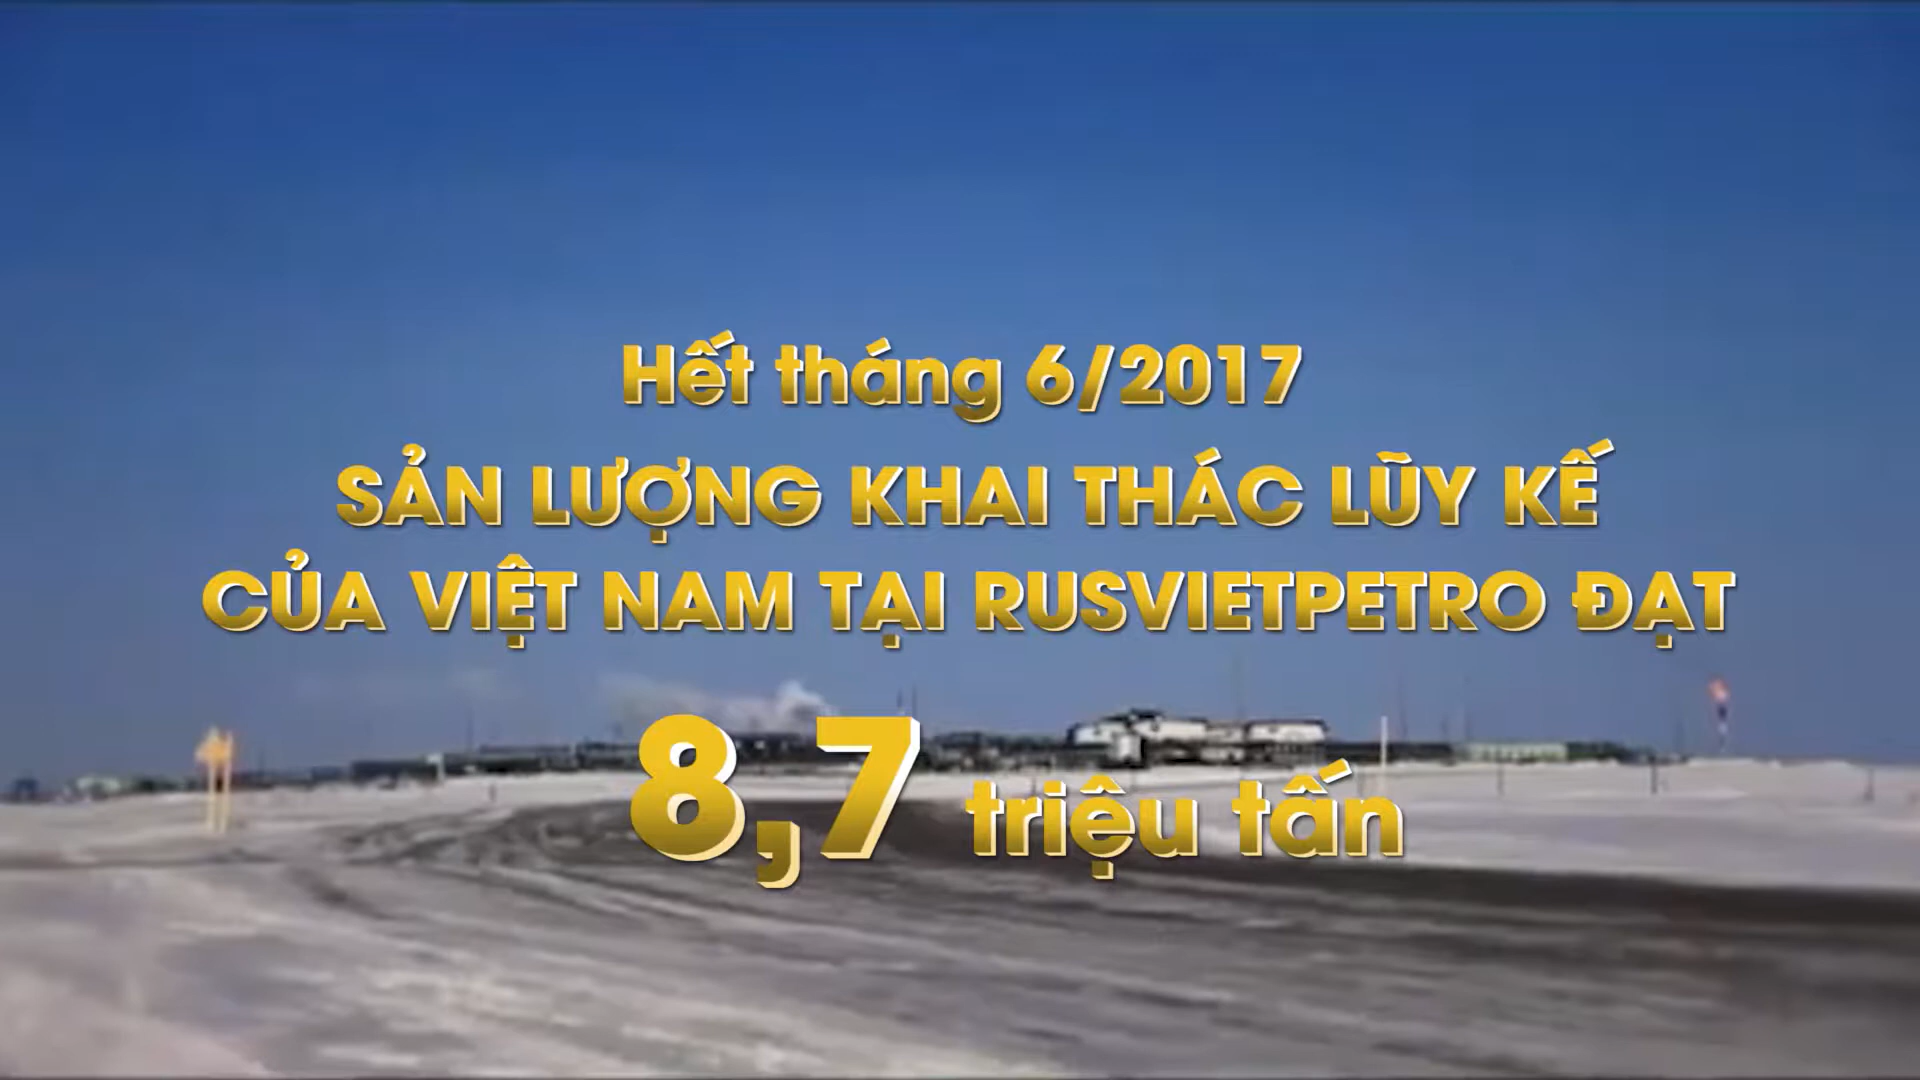 Hết tháng 6/2017
SẢN LƯỢNG KHAI THÁC LŨY KẾ
CỦA VIỆT NAM TẠI RUSVIETPETRO ĐẠT
8,7 triệu tấn